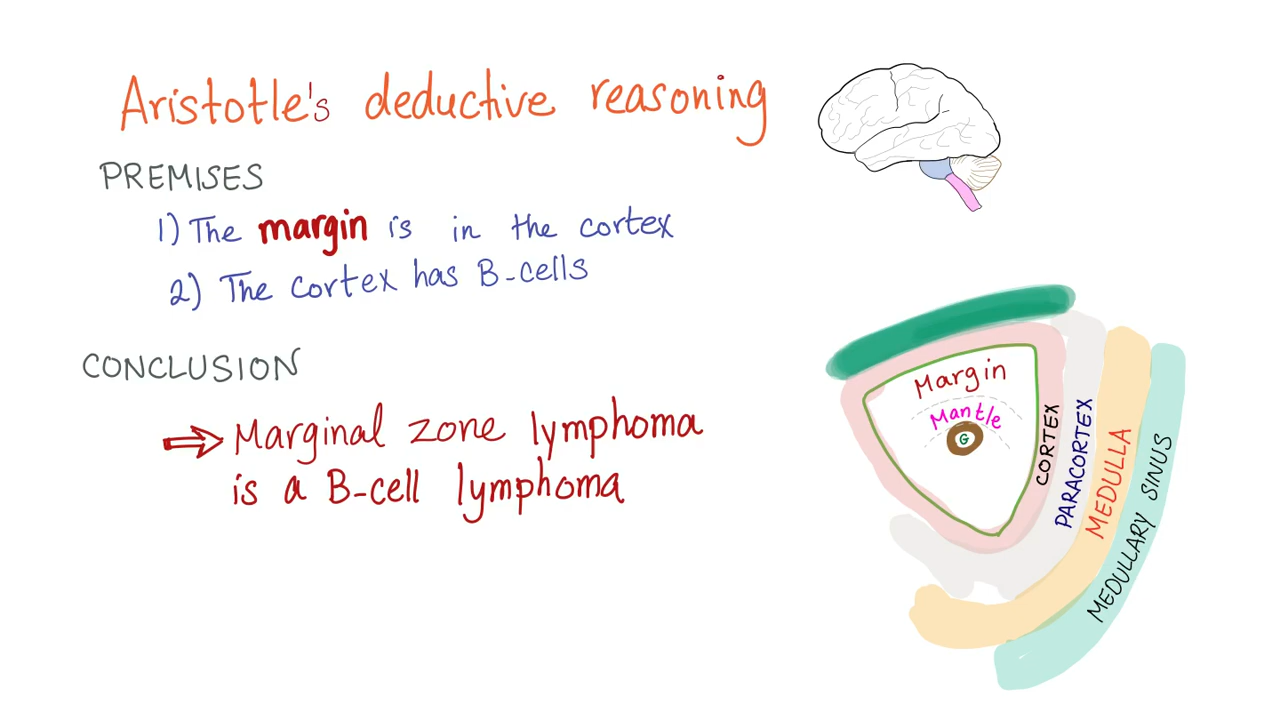 Aristotle's deductive reasoning
PREMISES
1) The margin is in the cortex
2) The cortex has B-cells
CONCLUSION
⇒ Marginal zone lymphoma
is a B-cell lymphoma
Margin
Mantle
G
CORTEX
PARACORTEX
MEDULLA
MEDULLARY SINUS